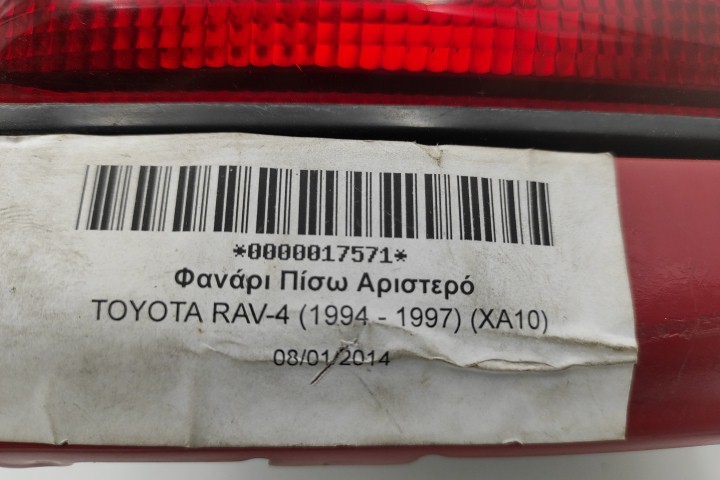 *0000017571*
Φανάρι Πίσω Αριστερό
TOYOTA RAV-4 (1994 - 1997) (XA10)
08/01/2014